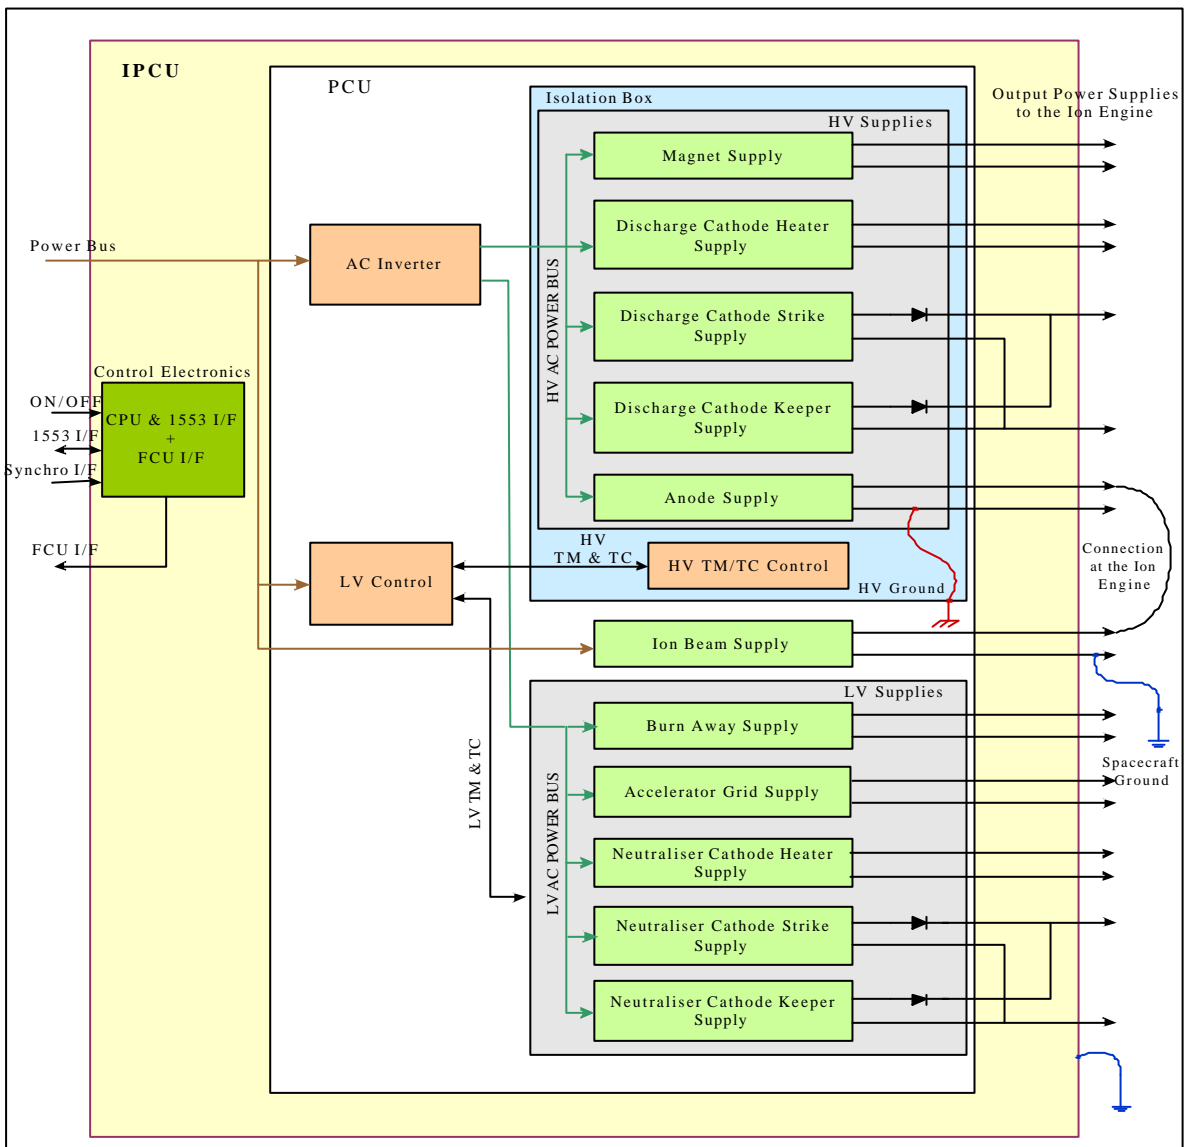 IPCU
PCU
Isolation Box
HV Supplies
Output Power Supplies
to the Ion Engine
Magnet Supply
Discharge Cathode Heater
Supply
Power Bus
AC Inverter
HV AC POWER BUS
Discharge Cathode Strike
Supply
Control Electronics
ON/OFF
1553 I/F
Synchro I/F
CPU & 1553 I/F
+
FCU I/F
Discharge Cathode Keeper
Supply
Anode Supply
FCU I/F
HV
TM & TC
HV TM/TC Control
HV Ground
Connection
at the Ion
Engine
LV Control
Ion Beam Supply
LV Supplies
LV TM & TC
LV AC POWER BUS
Burn Away Supply
Spacecraft
Ground
Accelerator Grid Supply
Neutraliser Cathode Heater
Supply
Neutraliser Cathode Strike
Supply
Neutraliser Cathode Keeper
Supply